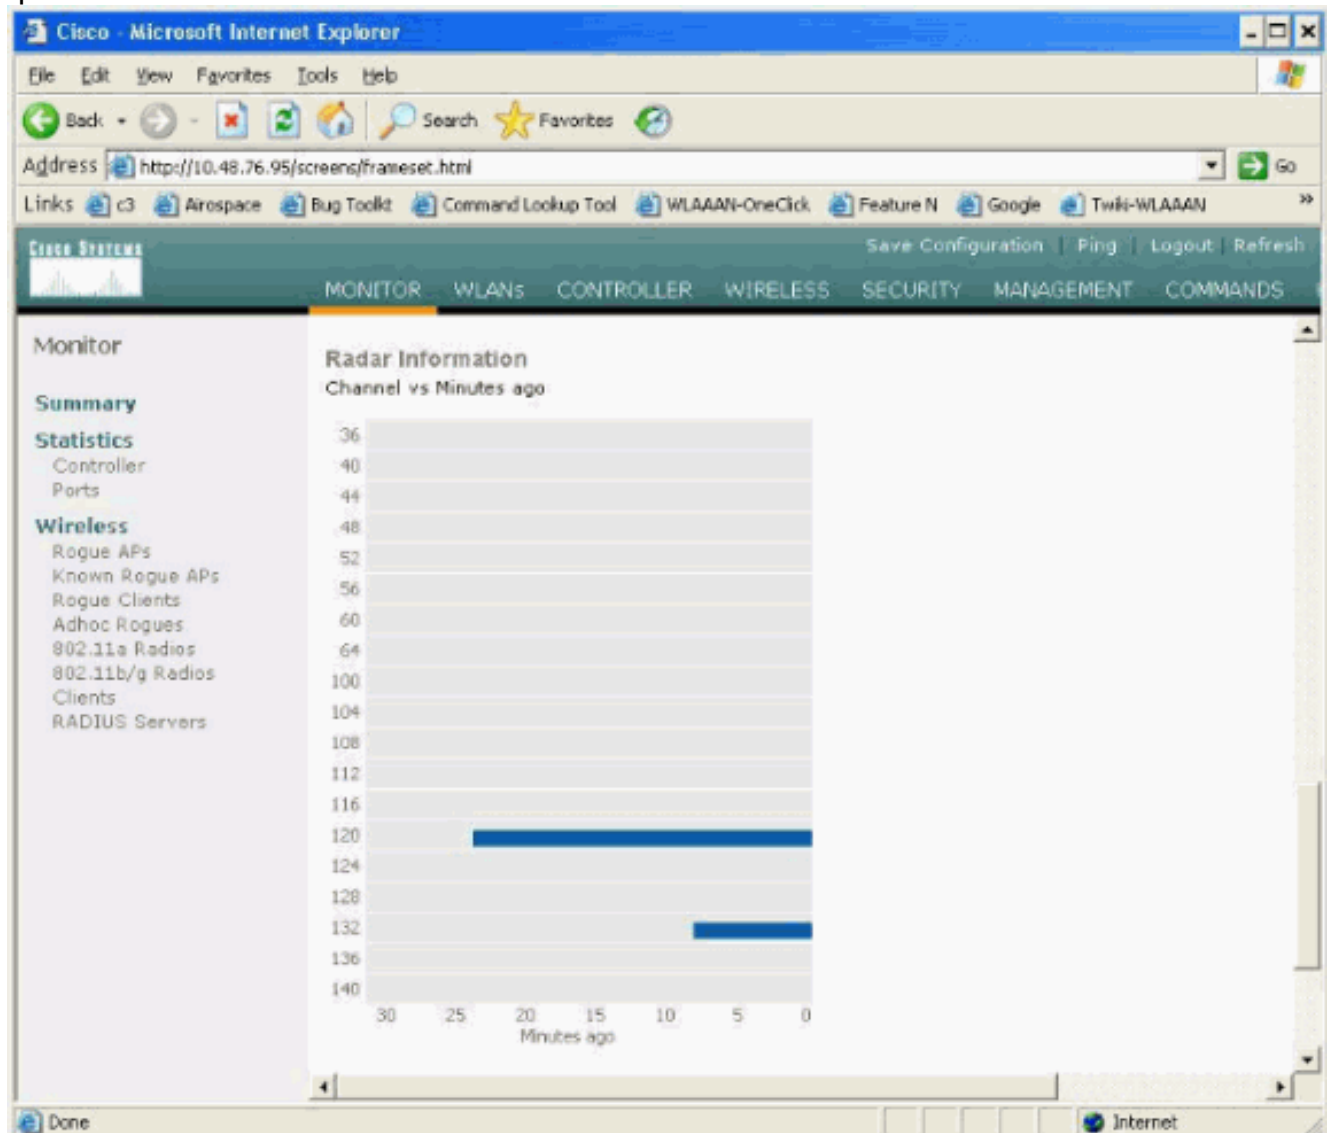 Cisco - Microsoft Internet Explorer
File Edit View Favorites Tools Help
Back Search Favorites
Address http://10.48.76.95/screens/frameset.html Go
Links c3 Airospace Bug Toolkit Command Lookup Tool WLAAAN-OneClick Feature N Google Twiki-WLAAAN »
CISCO SYSTEMS
Save Configuration | Ping | Logout | Refresh
MONITOR WLANs CONTROLLER WIRELESS SECURITY MANAGEMENT COMMANDS
Monitor
Summary
Statistics
Controller
Ports
Wireless
Rogue APs
Known Rogue APs
Rogue Clients
Adhoc Rogues
802.11a Radios
802.11b/g Radios
Clients
RADIUS Servers
Radar Information
Channel vs Minutes ago
36
40
44
48
52
56
60
64
100
104
108
112
116
120
124
128
132
136
140
30 25 20 15 10 5 0
Minutes ago
Done Internet